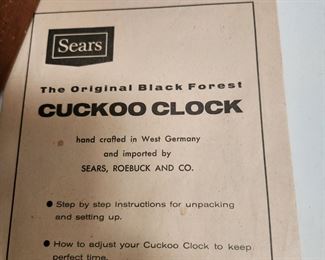 Sears
The Original Black Forest
CUCKOO CLOCK
hand crafted in West Germany
and imported by
SEARS, ROEBUCK AND CO.
● Step by step Instructions for unpacking
and setting up.
● How to adjust your Cuckoo Clock to keep
perfect time.